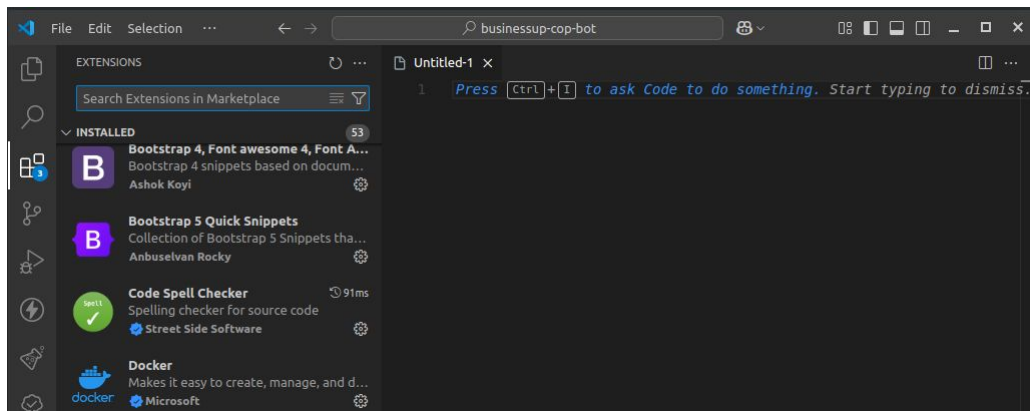 File Edit Selection ··· businessup-cop-bot
EXTENSIONS
Search Extensions in Marketplace
INSTALLED 53
Bootstrap 4, Font awesome 4, Font A...
Bootstrap 4 snippets based on docum...
Ashok Koyi
B
Bootstrap 5 Quick Snippets
Collection of Bootstrap 5 Snippets tha...
Anbuselvan Rocky
B
Code Spell Checker 91ms
Spelling checker for source code
Street Side Software
Spell
Docker
Makes it easy to create, manage, and d...
Microsoft
docker
3
Untitled-1
1 Press Ctrl+I to ask Code to do something. Start typing to dismiss.